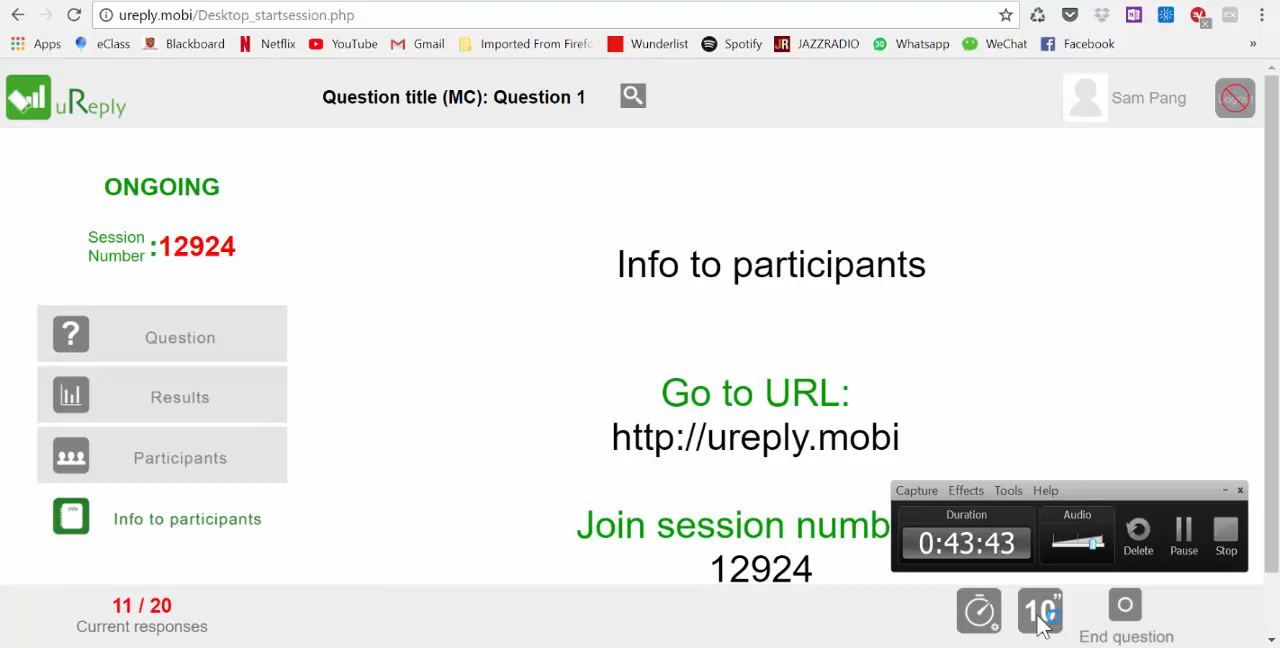 ureply.mobi/Desktop_startsession.php
Apps eClass Blackboard Netflix YouTube Gmail Imported From Firefo Wunderlist Spotify JAZZRADIO Whatsapp WeChat Facebook »
uReply
Question title (MC): Question 1
Sam Pang
ONGOING
Session Number :12924
Info to participants
Question
Results
Participants
Info to participants
Go to URL:
http://ureply.mobi
Join session numb
12924
Capture Effects Tools Help
Duration
Audio
0:43:43
Delete Pause Stop
11 / 20
Current responses
10"
End question